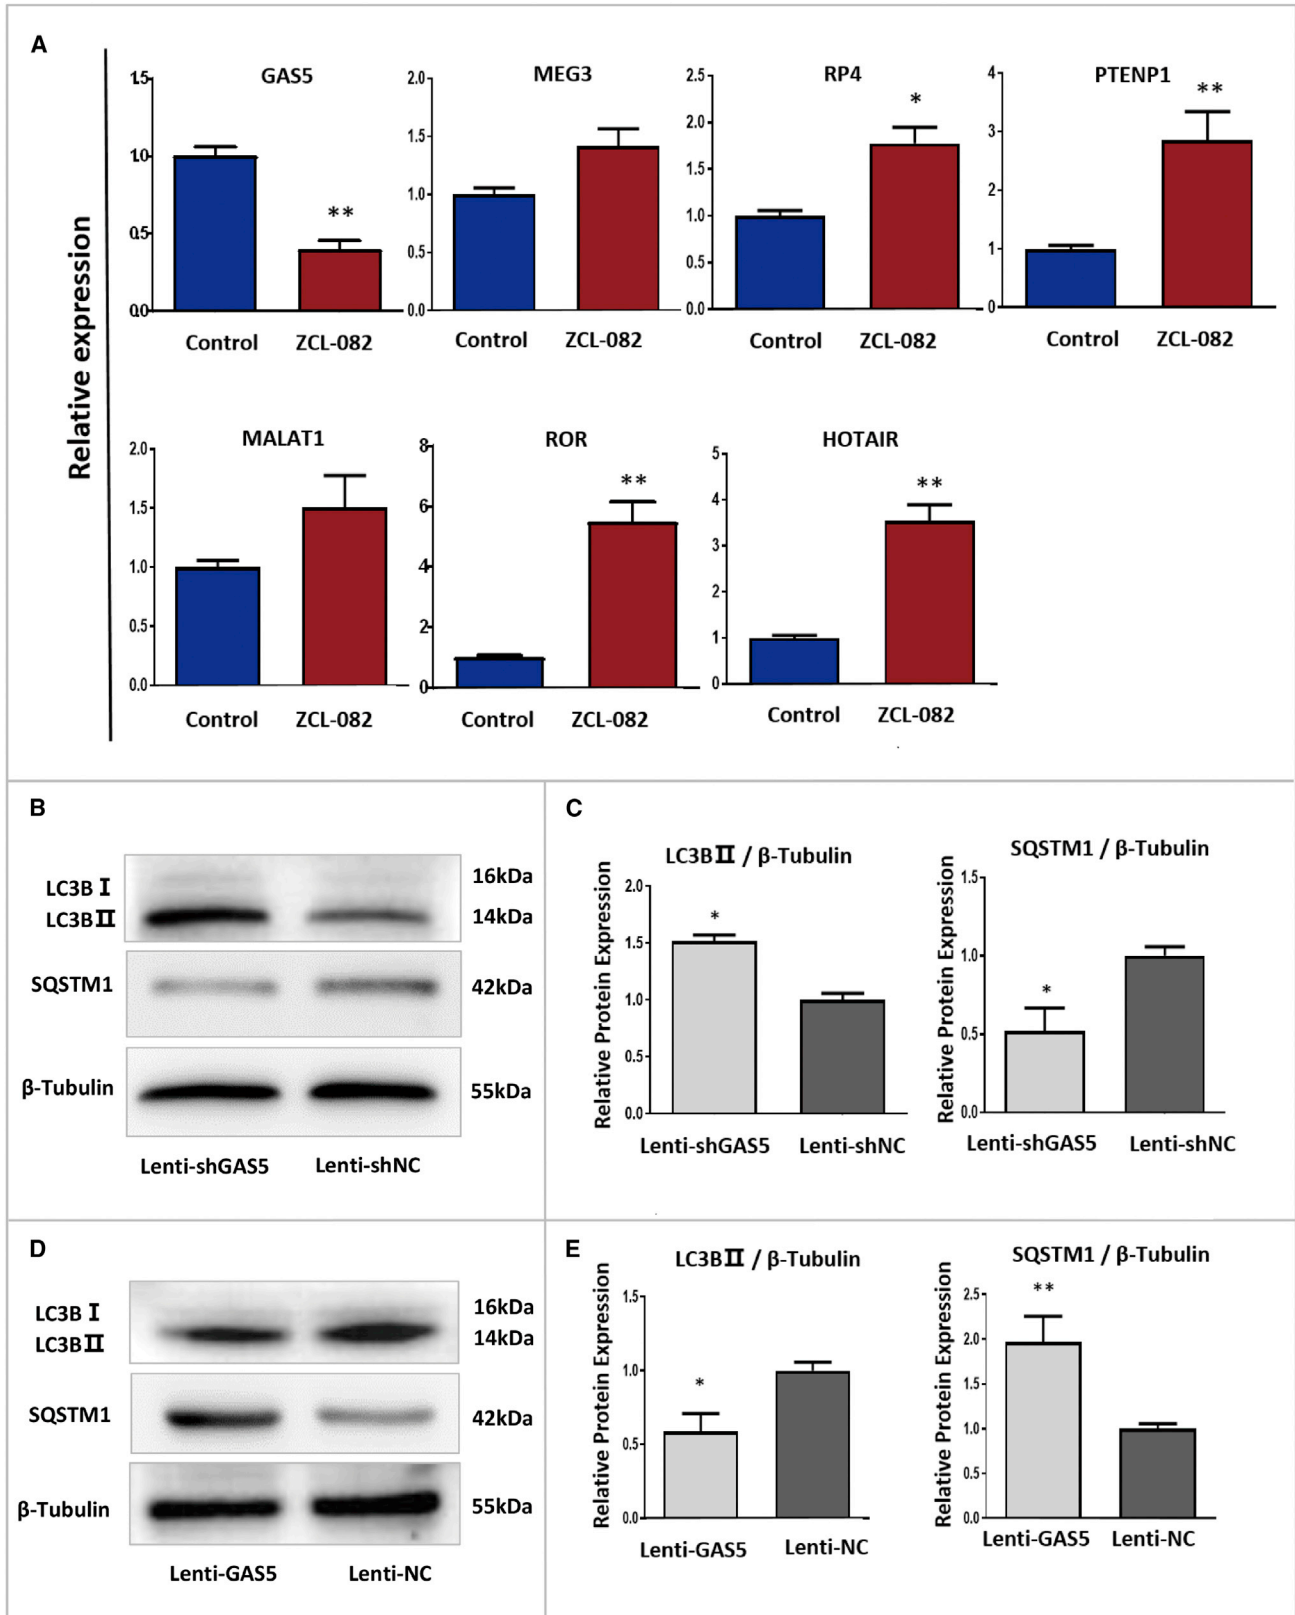 A
Relative expression
GAS5
1.5
1.0
0.5
0.0
**
Control ZCL-082
MEG3
2.0
1.5
1.0
0.5
0.0
Control ZCL-082
RP4
2.5
2.0
1.5
1.0
0.5
0.0
*
Control ZCL-082
PTENP1
4
3
2
1
0
**
Control ZCL-082
MALAT1
2.0
1.5
1.0
0.5
0.0
Control ZCL-082
ROR
8
6
4
2
0
**
Control ZCL-082
HOTAIR
5
4
3
2
1
0
**
Control ZCL-082
B
LC3B I
LC3B II
16kDa
14kDa
SQSTM1
42kDa
β-Tubulin
55kDa
Lenti-shGAS5 Lenti-shNC
C
LC3B II / β-Tubulin
Relative Protein Expression
2.0
1.5
1.0
0.5
0.0
*
Lenti-shGAS5 Lenti-shNC
SQSTM1 / β-Tubulin
Relative Protein Expression
1.5
1.0
0.5
0.0
*
Lenti-shGAS5 Lenti-shNC
D
LC3B I
LC3B II
16kDa
14kDa
SQSTM1
42kDa
β-Tubulin
55kDa
Lenti-GAS5 Lenti-NC
E
LC3B II / β-Tubulin
Relative Protein Expression
1.5
1.0
0.5
0.0
*
Lenti-GAS5 Lenti-NC
SQSTM1 / β-Tubulin
Relative Protein Expression
2.5
2.0
1.5
1.0
0.5
0.0
**
Lenti-GAS5 Lenti-NC